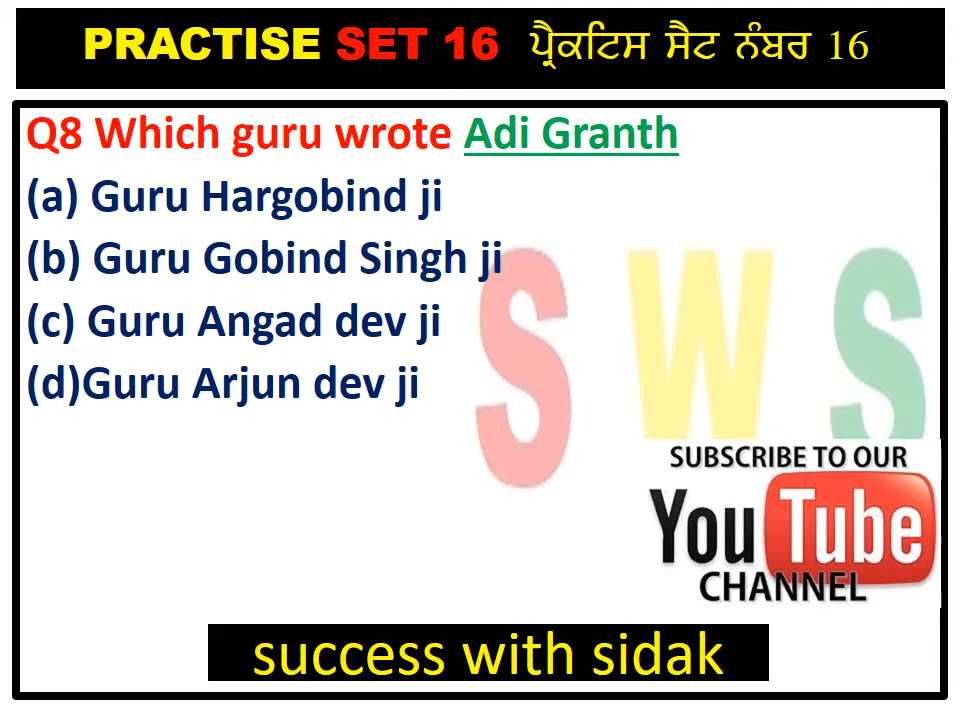 PRACTISE SET 16 ਪ੍ਰੈਕਟਿਸ ਸੈਟ ਨੰਬਰ 16
Q8 Which guru wrote Adi Granth
(a) Guru Hargobind ji
(b) Guru Gobind Singh ji
(c) Guru Angad dev ji
(d)Guru Arjun dev ji
S W S
SUBSCRIBE TO OUR
YouTube
CHANNEL
success with sidak